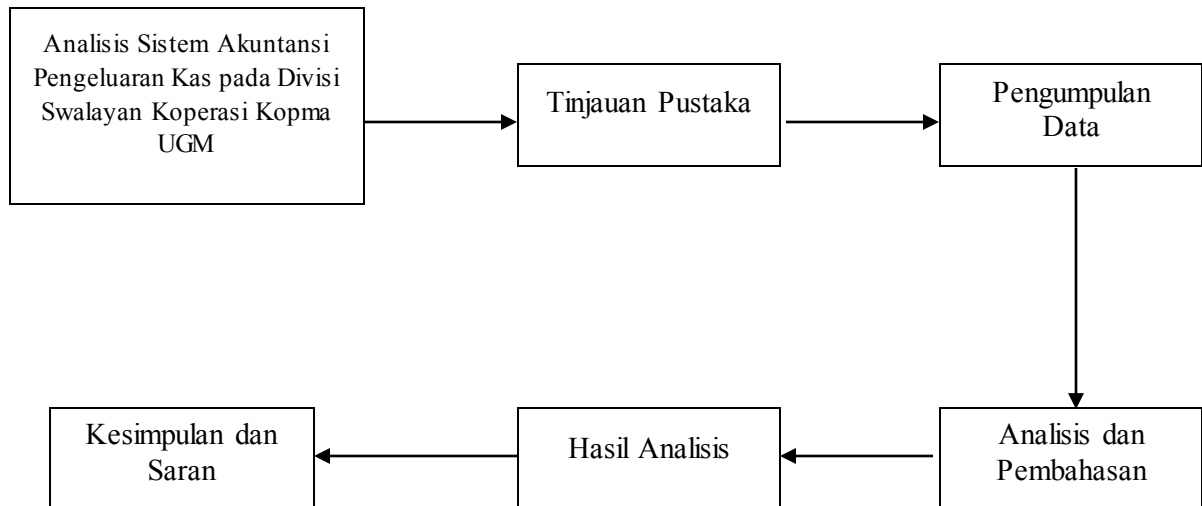 Analisis Sistem Akuntansi
Pengeluaran Kas pada Divisi
Swalayan Koperasi Kopma
UGM
Tinjauan Pustaka
Pengumpulan
Data
Analisis dan
Pembahasan
Hasil Analisis
Kesimpulan dan
Saran